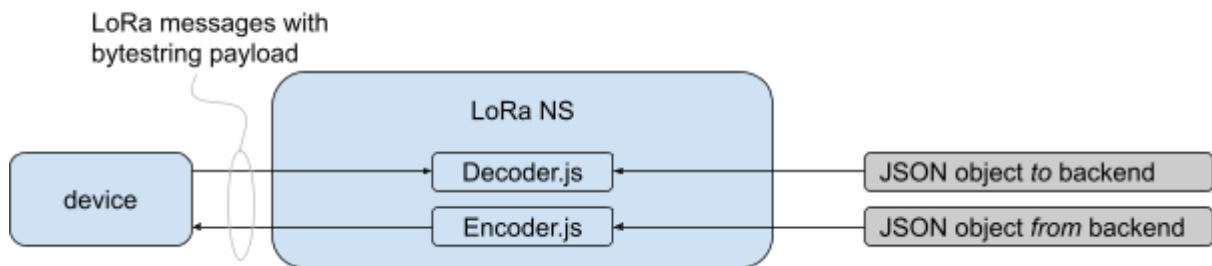 LoRa messages with
bytestring payload
LoRa NS
device
Decoder.js
JSON object to backend
Encoder.js
JSON object from backend